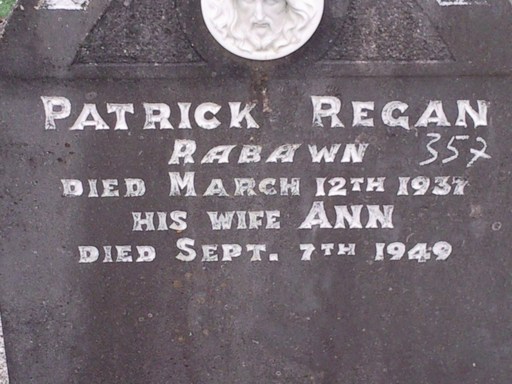 PATRICK REGAN
RABAWN 357
DIED MARCH 12TH 1937
HIS WIFE ANN
DIED SEPT. 7TH 1949